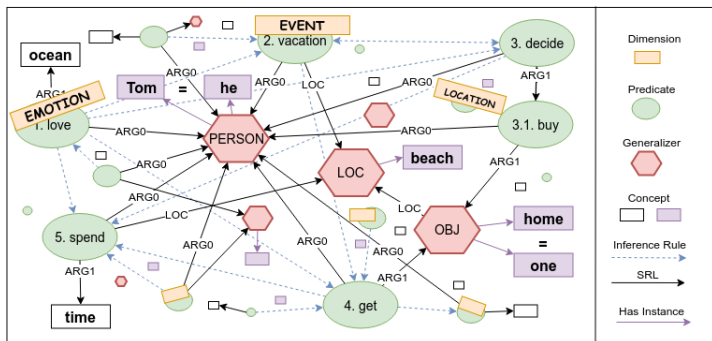 EVENT
2. vacation
3. decide
ocean
ARG0
ARG0
LOC
ARG0
ARG1
Tom = he
ARG1
EMOTION
1. love
LOCATION
3.1. buy
ARG0
PERSON
ARG0
ARG0
beach
LOC
ARG1
ARG0
LOC
LOC
home
=
one
OBJ
5. spend
ARG0
ARG0
ARG0
ARG1
ARG1
time
4. get
Dimension
Predicate
Generalizer
Concept
Inference Rule
SRL
Has Instance